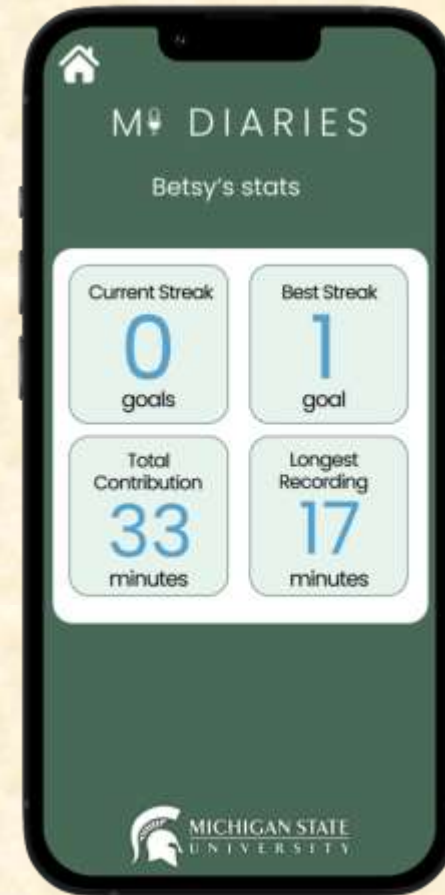 MI DIARIES
Betsy's stats
Current Streak
0
goals
Best Streak
1
goal
Total
Contribution
33
minutes
Longest
Recording
17
minutes
MICHIGAN STATE
UNIVERSITY